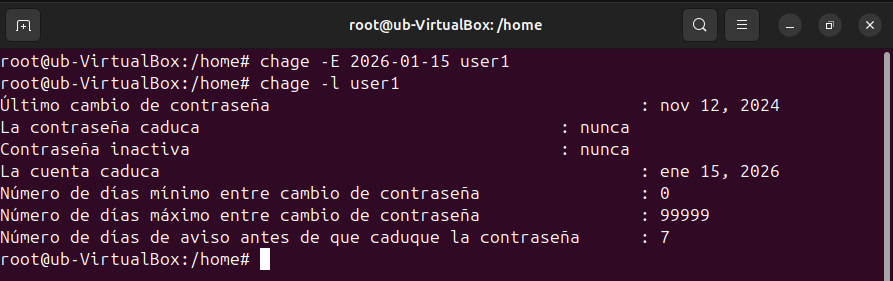 root@ub-VirtualBox: /home
root@ub-VirtualBox:/home# chage -E 2026-01-15 user1
root@ub-VirtualBox:/home# chage -l user1
Último cambio de contraseña : nov 12, 2024
La contraseña caduca : nunca
Contraseña inactiva : nunca
La cuenta caduca : ene 15, 2026
Número de días mínimo entre cambio de contraseña : 0
Número de días máximo entre cambio de contraseña : 99999
Número de días de aviso antes de que caduque la contraseña : 7
root@ub-VirtualBox:/home#